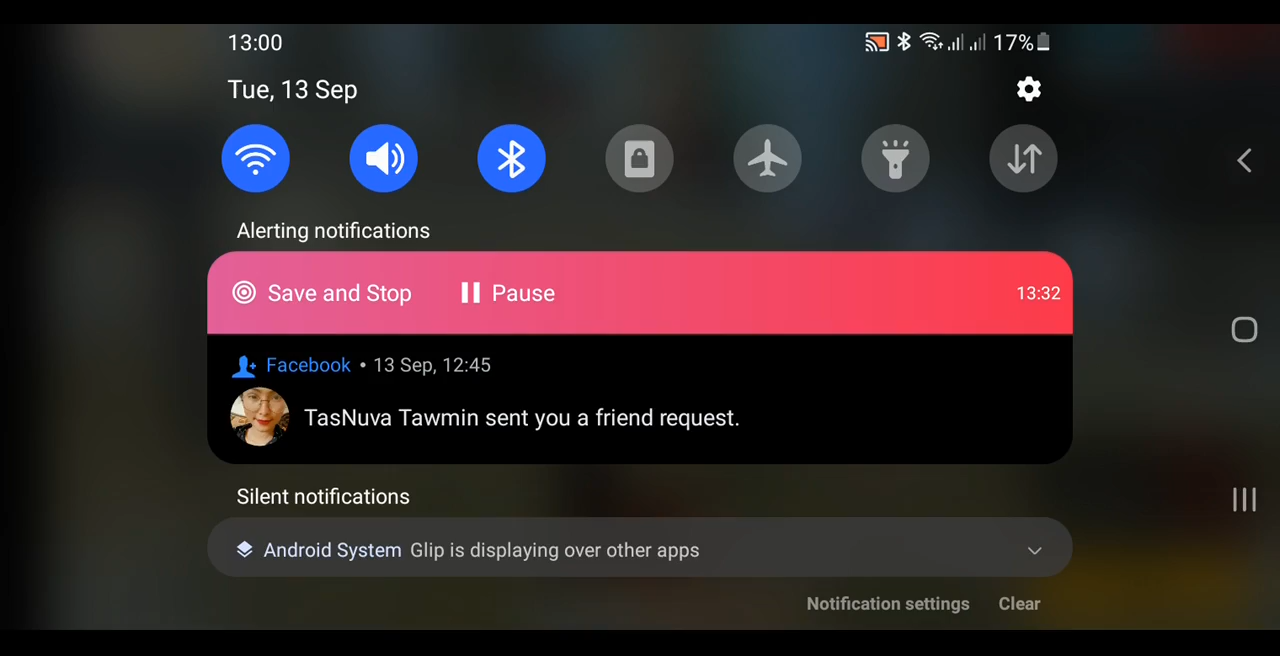 13:00
17%
Tue, 13 Sep
Alerting notifications
Save and Stop
Pause
13:32
Facebook • 13 Sep, 12:45
TasNuva Tawmin sent you a friend request.
Silent notifications
Android System Glip is displaying over other apps
Notification settings
Clear